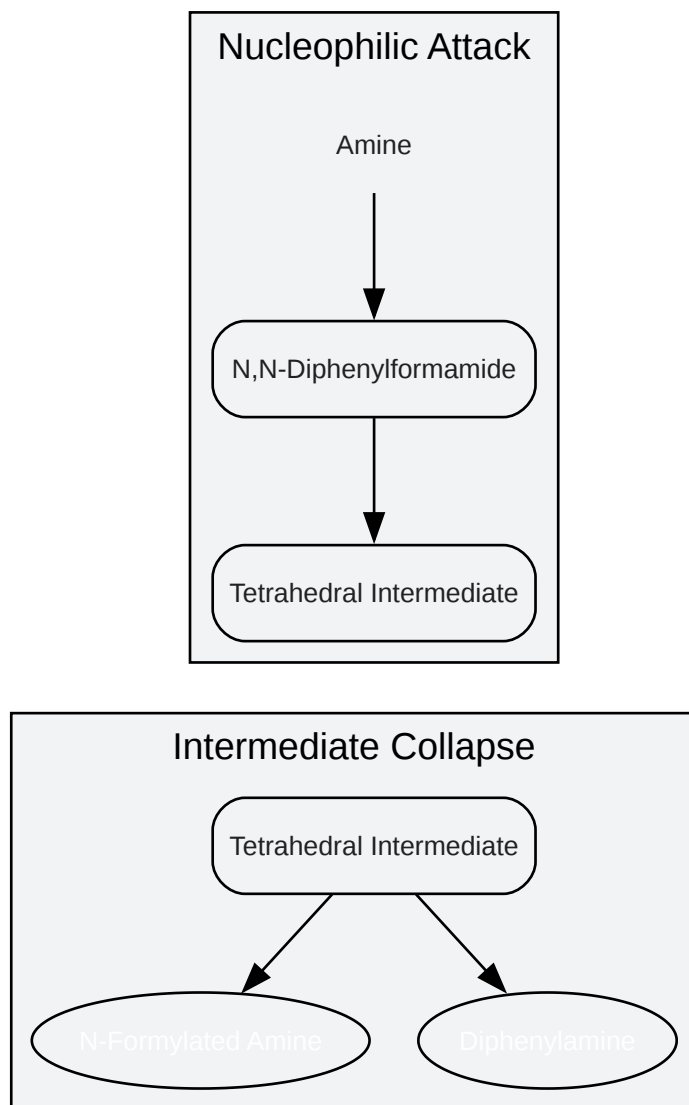 Nucleophilic Attack
Amine
N,N-Diphenylformamide
Tetrahedral Intermediate
Intermediate Collapse
Tetrahedral Intermediate
N-Formylated Amine
Diphenylamine